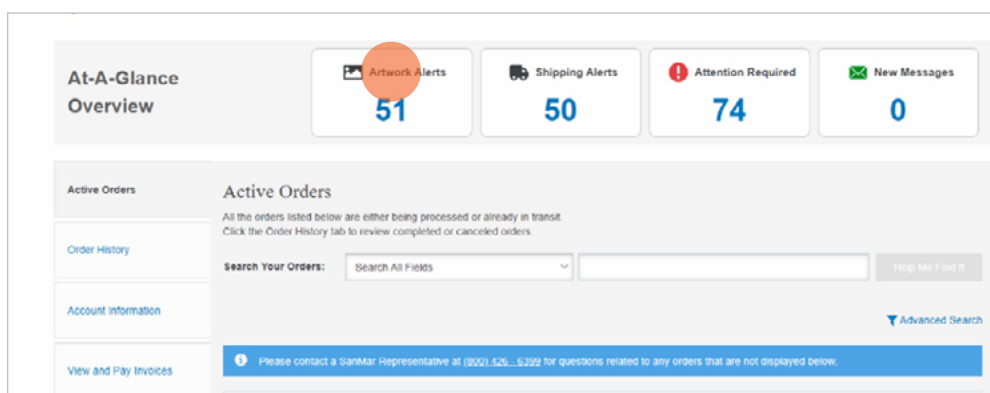 At-A-Glance
Overview
Artwork Alerts
51
Shipping Alerts
50
Attention Required
74
New Messages
0
Active Orders
Order History
Account Information
View and Pay Invoices
Active Orders
All the orders listed below are either being processed or already in transit.
Click the Order History tab to review completed or canceled orders.
Search Your Orders:
Search All Fields
Help Me Find It
Advanced Search
Please contact a SanMar Representative at (800) 426 - 6399 for questions related to any orders that are not displayed below.